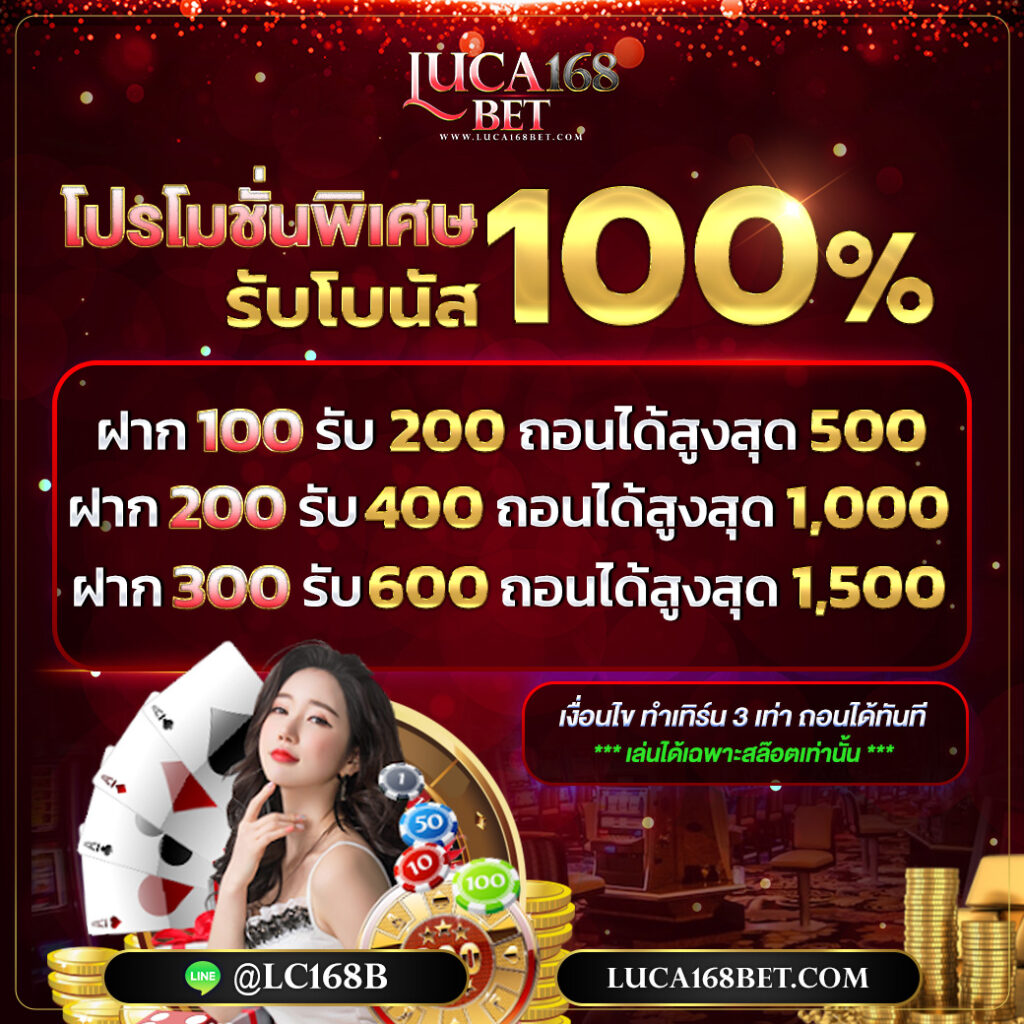 LUCA168
BET
WWW.LUCA168BET.COM
โปรโมชั่นพิเศษ
รับโบนัส
100%
ฝาก 100 รับ 200 ถอนได้สูงสุด 500
ฝาก 200 รับ 400 ถอนได้สูงสุด 1,000
ฝาก 300 รับ 600 ถอนได้สูงสุด 1,500
เงื่อนไข ทำเทิร์น 3 เท่า ถอนได้ทันที
*** เล่นได้เฉพาะสล๊อตเท่านั้น ***
1
50
10
100
LINE @LC168B
LUCA168BET.COM